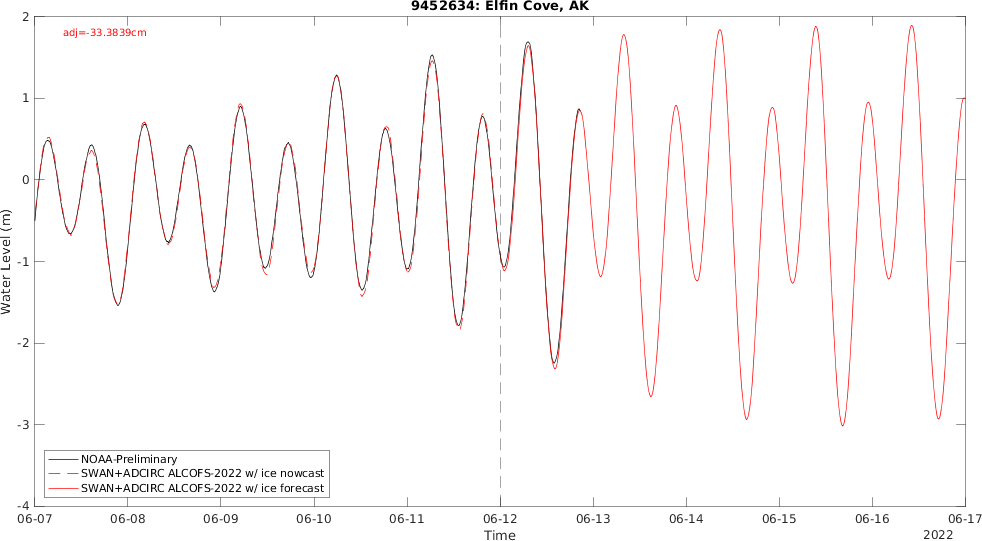 9452634: Elfin Cove, AK
adj=-33.3839cm
2
1
0
-1
-2
-3
-4
Water Level (m)
NOAA-Preliminary
SWAN+ADCIRC ALCOFS-2022 w/ ice nowcast
SWAN+ADCIRC ALCOFS-2022 w/ ice forecast
06-07 06-08 06-09 06-10 06-11 06-12 06-13 06-14 06-15 06-16 06-17
Time
2022